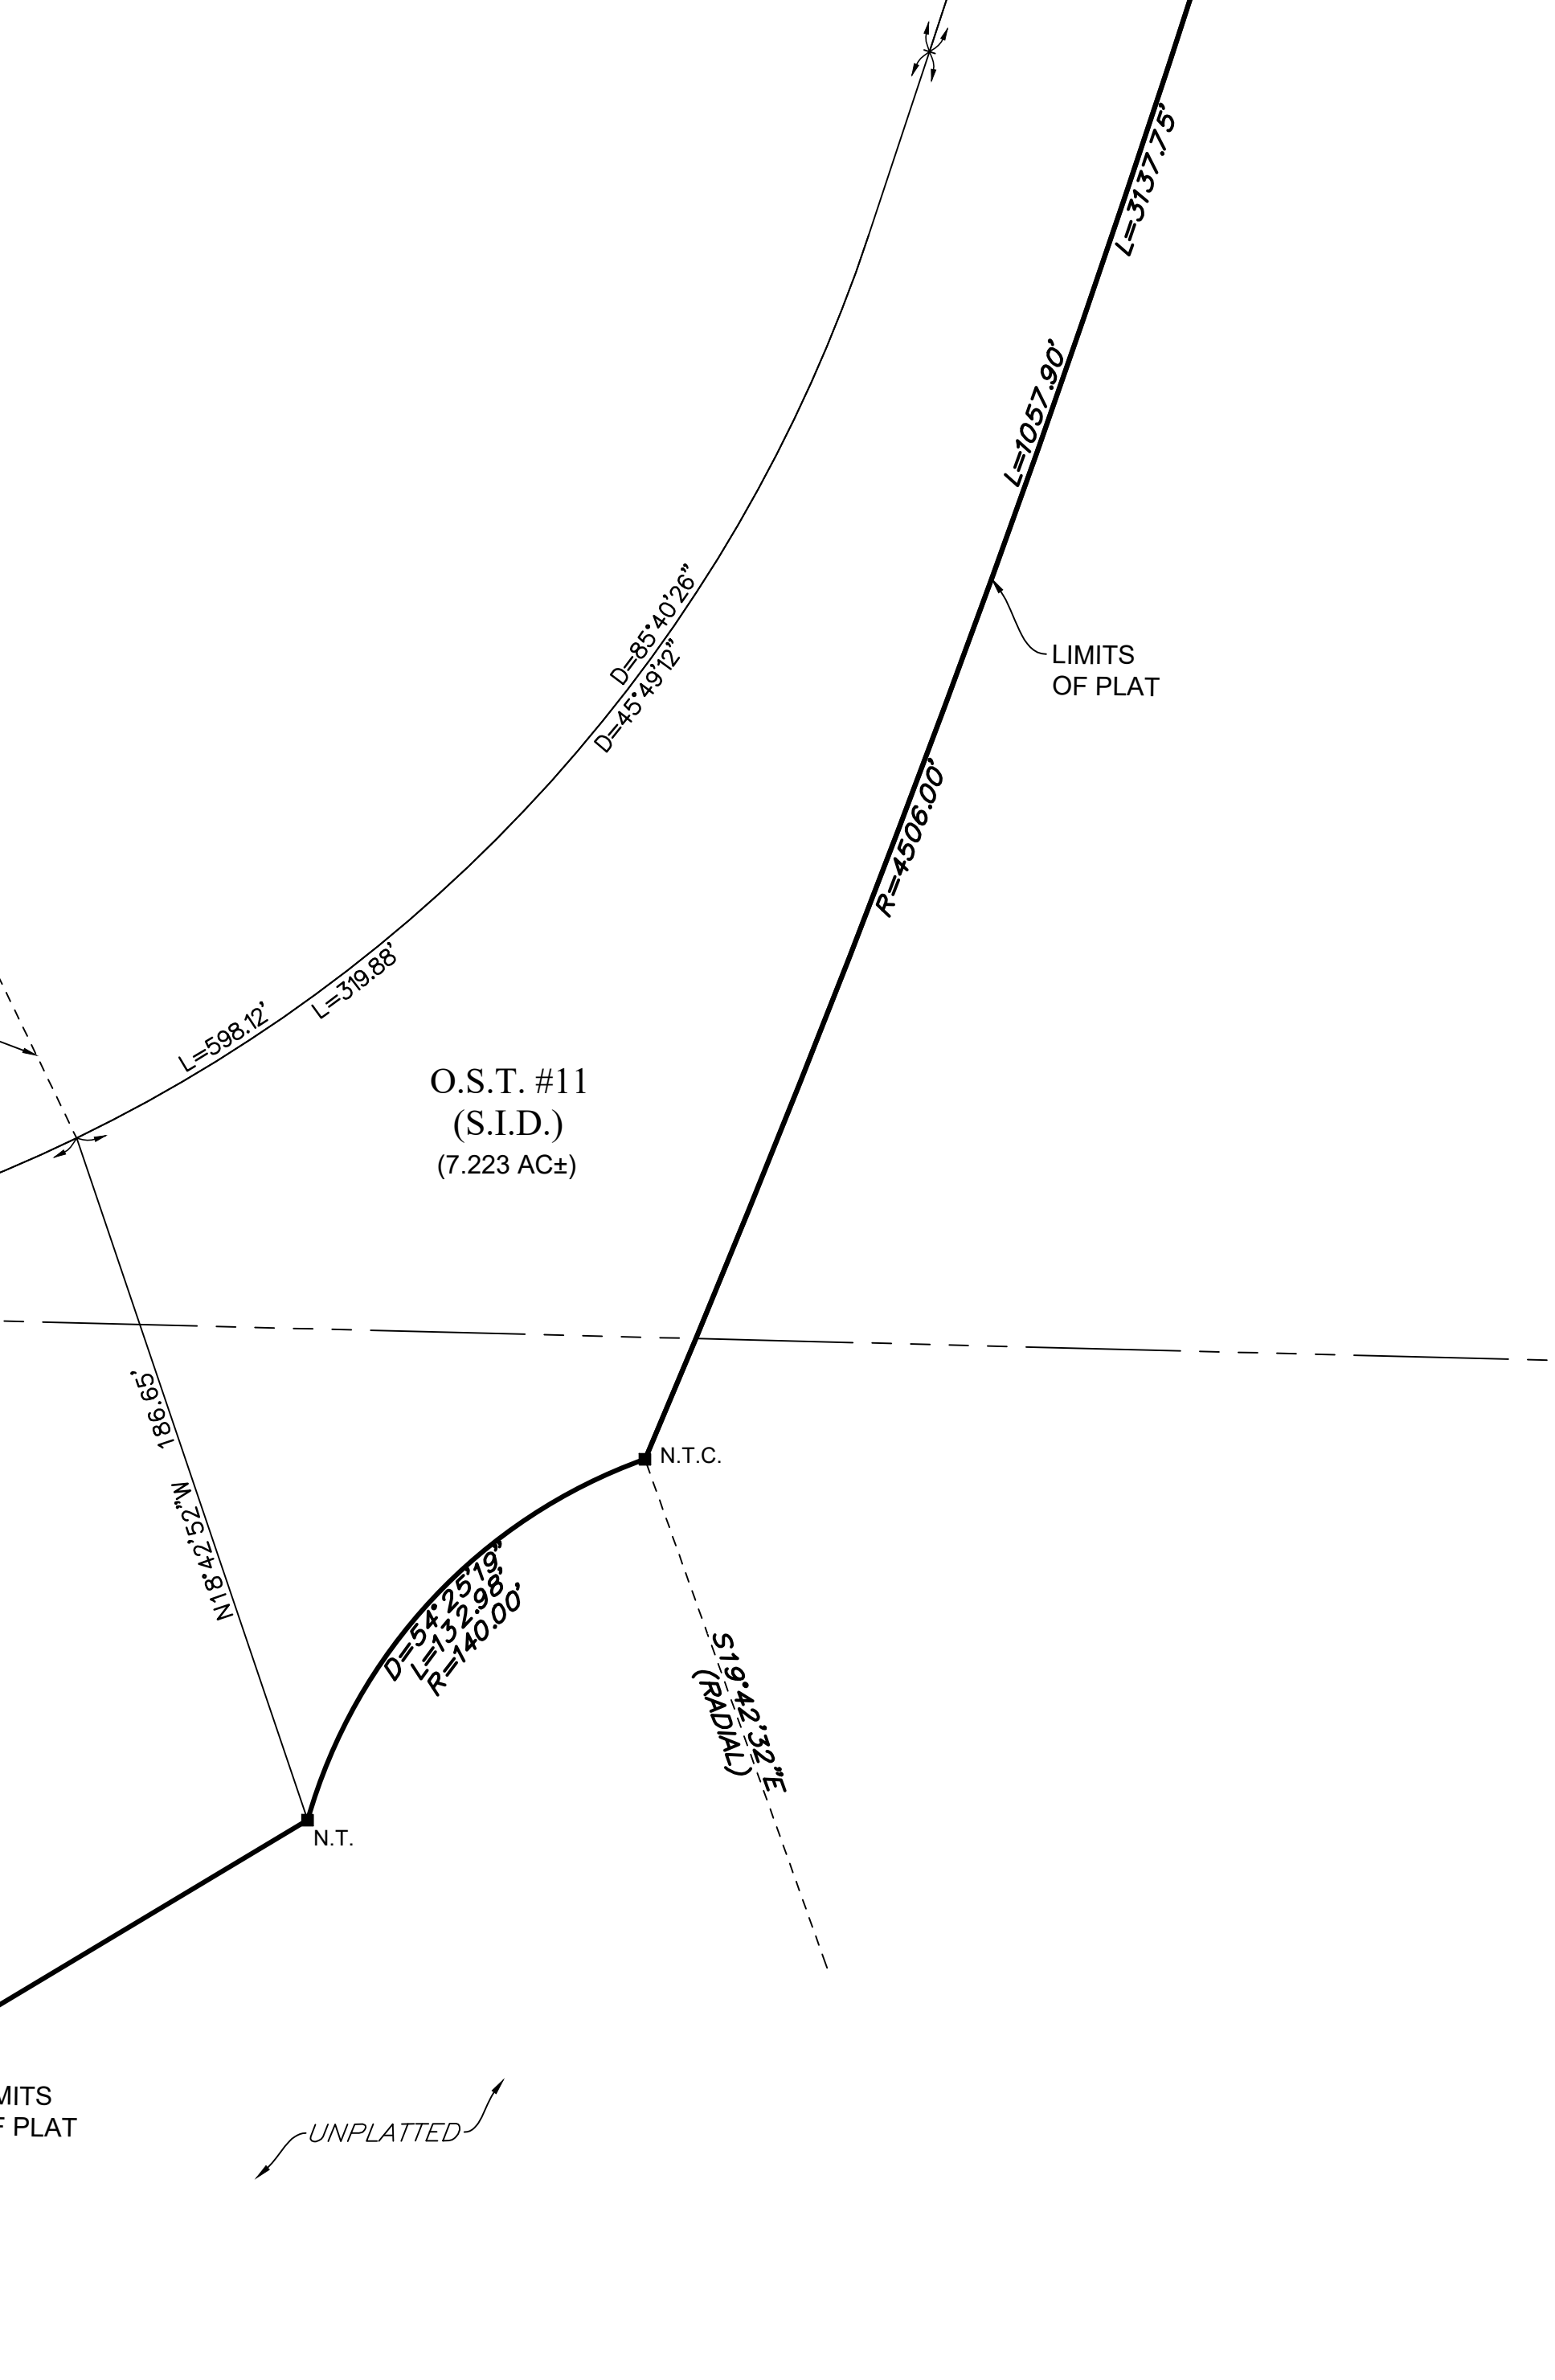 L=3137.75'
L=1057.90'
D=85°40'26"
D=45°49'12"
LIMITS
OF PLAT
R=4506.00'
L=319.88'
L=598.12'
O.S.T. #11
(S.I.D.)
(7.223 AC±)
N18°42'52"W 186.65'
N.T.C.
D=54°25'19"
L=132.98'
R=140.00'
S19°42'32"E
(RADIAL)
N.T.
MITS
F PLAT
UNPLATTED